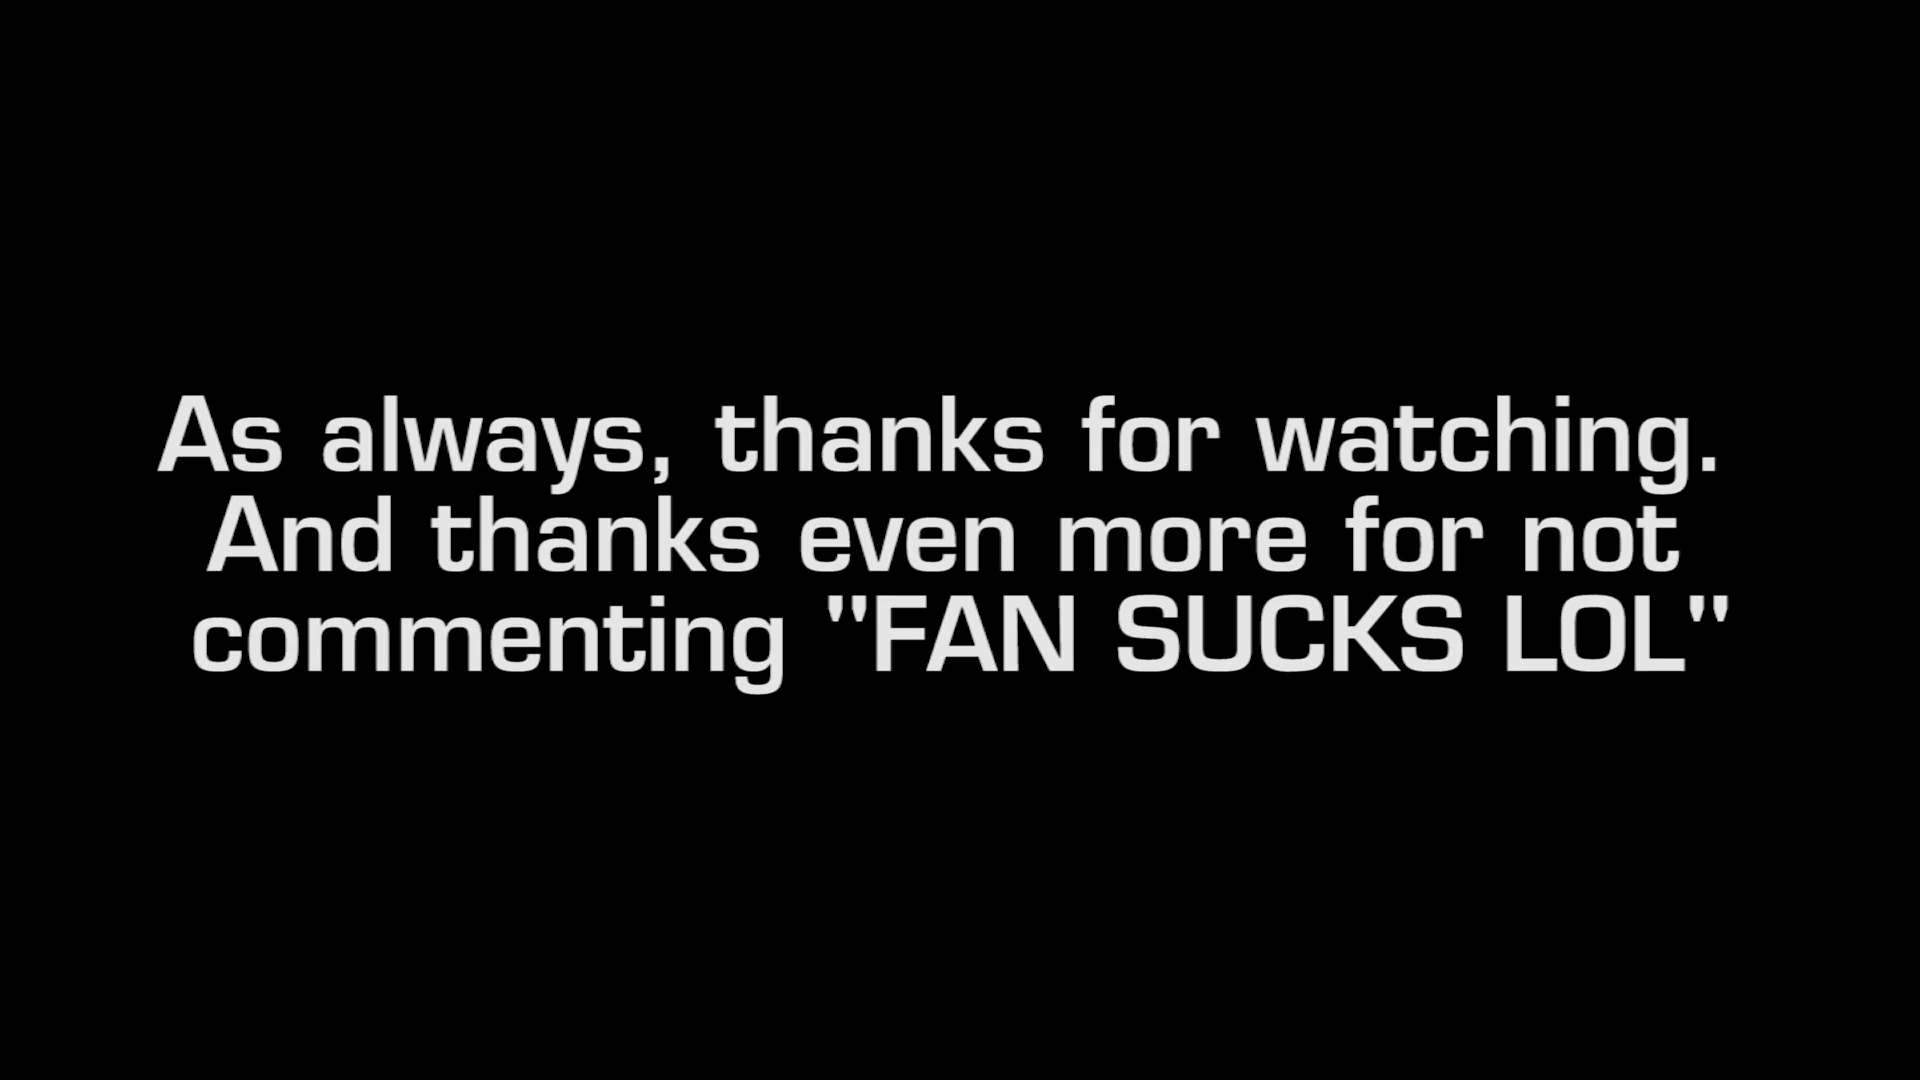 As always, thanks for watching.
And thanks even more for not
commenting "FAN SUCKS LOL"